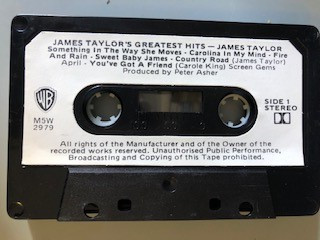 JAMES TAYLOR'S GREATEST HITS — JAMES TAYLOR
Something In The Way She Moves - Carolina In My Mind - Fire
And Rain - Sweet Baby James - Country Road (James Taylor)
April - You've Got A Friend (Carole King) Screen Gems
Produced by Peter Asher
WB
M5W
2979
SIDE 1
STEREO
All rights of the Manufacturer and of the Owner of the
recorded works reserved. Unauthorised Public Performance,
Broadcasting and Copying of this Tape prohibited.